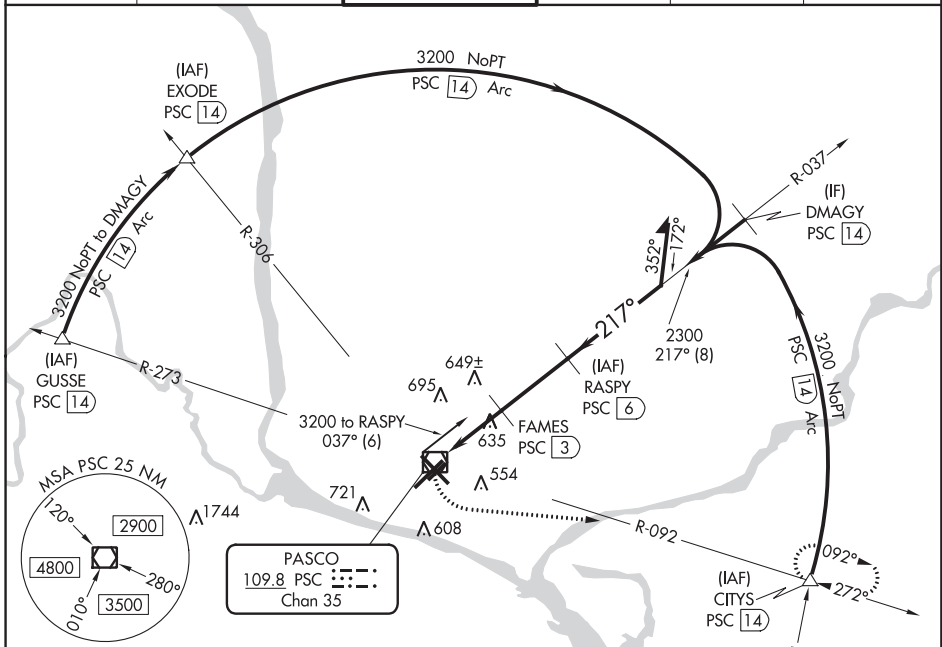 3200 NoPT
PSC 14 Arc
(IAF)
EXODE
PSC 14
3200 NoPT to DMAGY
PSC 14 Arc
R-306
R-037
(IF)
DMAGY
PSC 14
352°
172°
217°
2300
217° (8)
(IAF)
GUSSE
PSC 14
R-273
(IAF)
RASPY
PSC 6
3200 NoPT
PSC 14 Arc
649±
695
3200 to RASPY
037° (6)
635
FAMES
PSC 3
554
721
608
1744
MSA PSC 25 NM
120°
2900
4800
280°
010°
3500
PASCO
109.8 PSC
Chan 35
R-092
092°
272°
(IAF)
CITYS
PSC 14